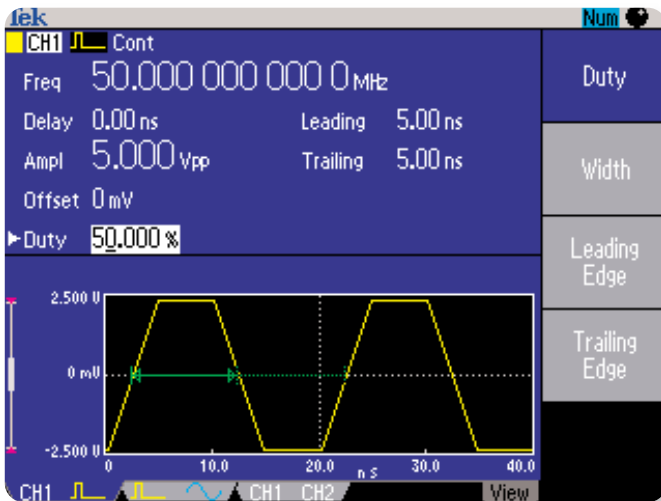 Tek Num
CH1 Cont
Freq 50.000 000 000 0 MHz
Delay 0.00 ns Leading 5.00 ns
Ampl 5.000 Vpp Trailing 5.00 ns
Offset 0 mV
Duty 50.000 %
Duty
Width
Leading
Edge
Trailing
Edge
2.500 V
0 mV
-2.500 V
0 10.0 20.0 ns 30.0 40.0
CH1 CH1 CH2 View